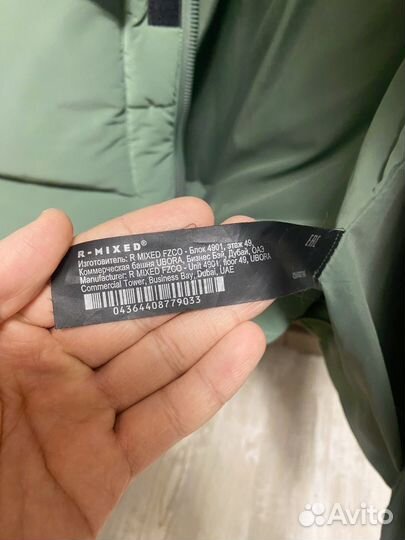 R-MIXED®
Изготовитель: R MIXED FZCO - Блок 4901, этаж 49
Коммерческая башня UBORA, Бизнес Бэй, Дубай, ОАЭ
Manufacturer: R MIXED FZCO - Unit 4901, floor 49, UBORA
Commercial Tower, Business Bay, Dubai, UAE
04364408779033
EAC
Avito